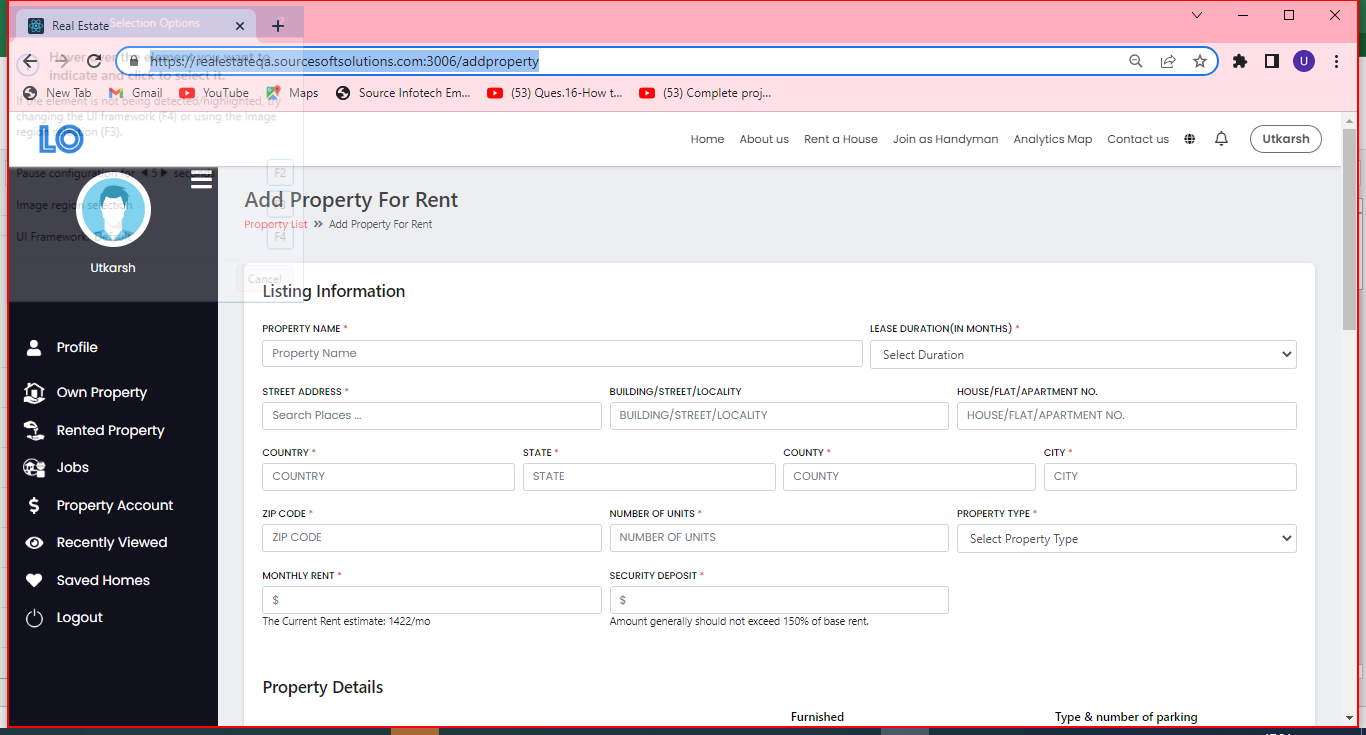 Real Estate
Selection Options
https://realestateqa.sourcesoftsolutions.com:3006/addproperty
U
Hover over the element you want to
indicate and click to select it.
New Tab Gmail YouTube Maps Source Infotech Em... (53) Ques.16-How t... (53) Complete proj...
If the element is not being detected/highlighted, try
changing the UI framework (F4) or using the Image
region selection (F3).
LO
Home About us Rent a House Join as Handyman Analytics Map Contact us Utkarsh
Pause configuration for 5 seconds F2
Image region selection F3
UI Framework: Default F4
Cancel
Utkarsh
Profile
Own Property
Rented Property
Jobs
Property Account
Recently Viewed
Saved Homes
Logout
Add Property For Rent
Property List » Add Property For Rent
Listing Information
PROPERTY NAME * LEASE DURATION(IN MONTHS) *
Property Name Select Duration
STREET ADDRESS * BUILDING/STREET/LOCALITY HOUSE/FLAT/APARTMENT NO.
Search Places ... BUILDING/STREET/LOCALITY HOUSE/FLAT/APARTMENT NO.
COUNTRY * STATE * COUNTY * CITY *
COUNTRY STATE COUNTY CITY
ZIP CODE * NUMBER OF UNITS * PROPERTY TYPE *
ZIP CODE NUMBER OF UNITS Select Property Type
MONTHLY RENT * SECURITY DEPOSIT *
$ $
The Current Rent estimate: 1422/mo Amount generally should not exceed 150% of base rent.
Property Details
Furnished Type & number of parking